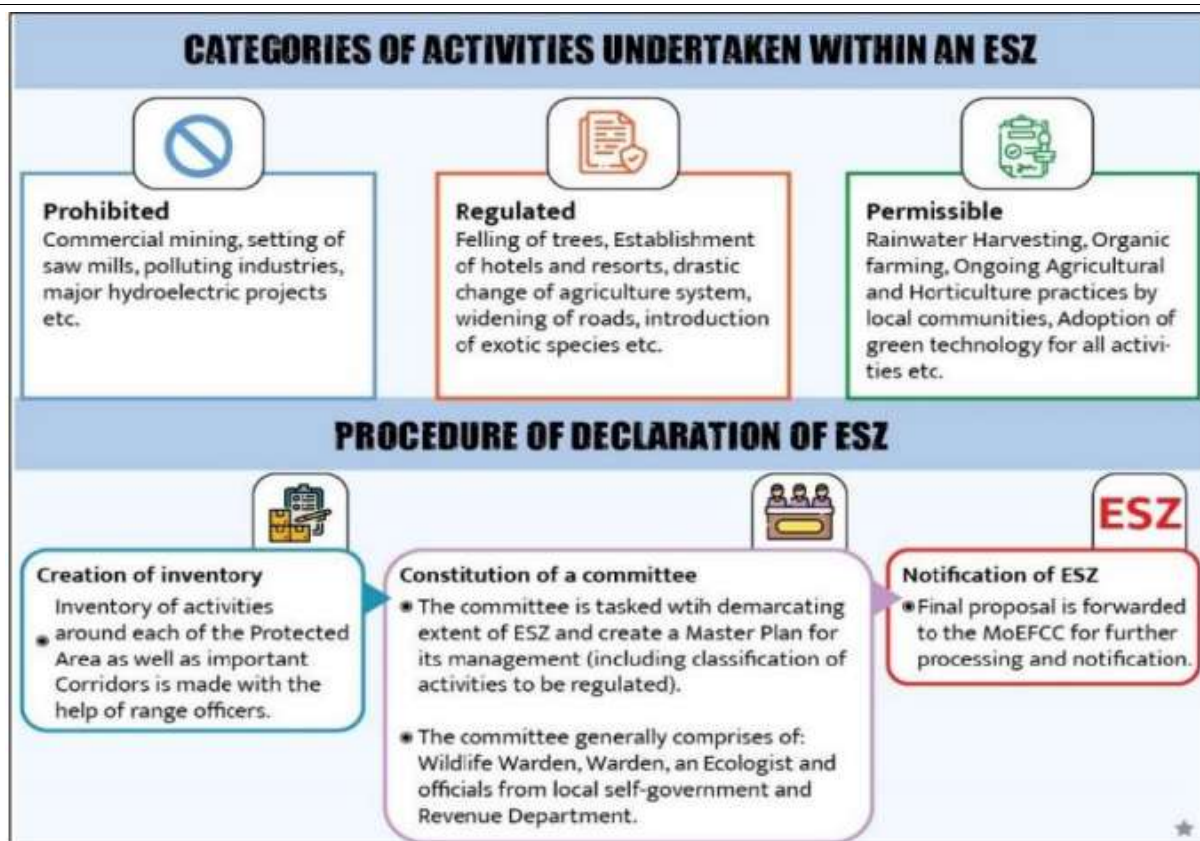 CATEGORIES OF ACTIVITIES UNDERTAKEN WITHIN AN ESZ
Prohibited
Commercial mining, setting of
saw mills, polluting industries,
major hydroelectric projects
etc.
Regulated
Felling of trees, Establishment
of hotels and resorts, drastic
change of agriculture system,
widening of roads, introduction
of exotic species etc.
Permissible
Rainwater Harvesting, Organic
farming, Ongoing Agricultural
and Horticulture practices by
local communities, Adoption of
green technology for all activi-
ties etc.
PROCEDURE OF DECLARATION OF ESZ
Creation of inventory
Inventory of activities
around each of the Protected
Area as well as important
Corridors is made with the
help of range officers.
Constitution of a committee
The committee is tasked wtih demarcating
extent of ESZ and create a Master Plan for
its management (including classification of
activities to be regulated).
The committee generally comprises of:
Wildlife Warden, Warden, an Ecologist and
officials from local self-government and
Revenue Department.
ESZ
Notification of ESZ
Final proposal is forwarded
to the MoEFCC for further
processing and notification.